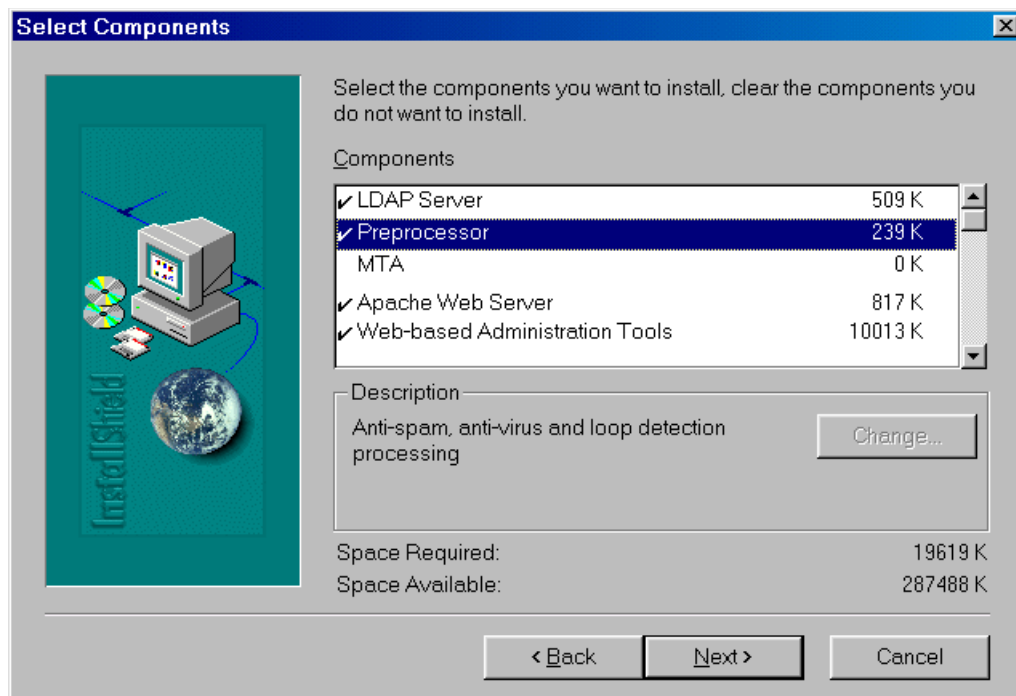 Select Components
Select the components you want to install, clear the components you
do not want to install.
Components
LDAP Server 509 K
Preprocessor 239 K
MTA 0 K
Apache Web Server 817 K
Web-based Administration Tools 10013 K
Description
Anti-spam, anti-virus and loop detection
processing
Change...
InstallShield
Space Required: 19619 K
Space Available: 287488 K
< Back
Next >
Cancel